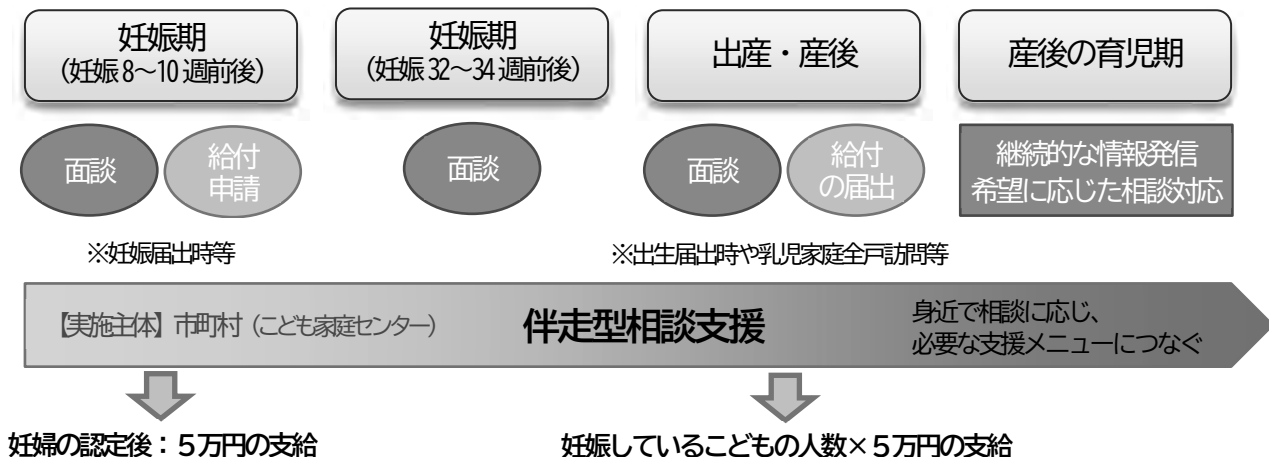 妊娠期
（妊娠8～10週前後）
妊娠期
（妊娠32～34週前後）
出産・産後
産後の育児期
面談
給付
申請
面談
面談
給付
の届出
継続的な情報発信
希望に応じた相談対応
※妊娠届出時等
※出生届出時や乳児家庭全戸訪問等
【実施主体】市町村（こども家庭センター）
伴走型相談支援
身近で相談に応じ、
必要な支援メニューにつなぐ
妊婦の認定後：５万円の支給
妊娠しているこどもの人数×５万円の支給